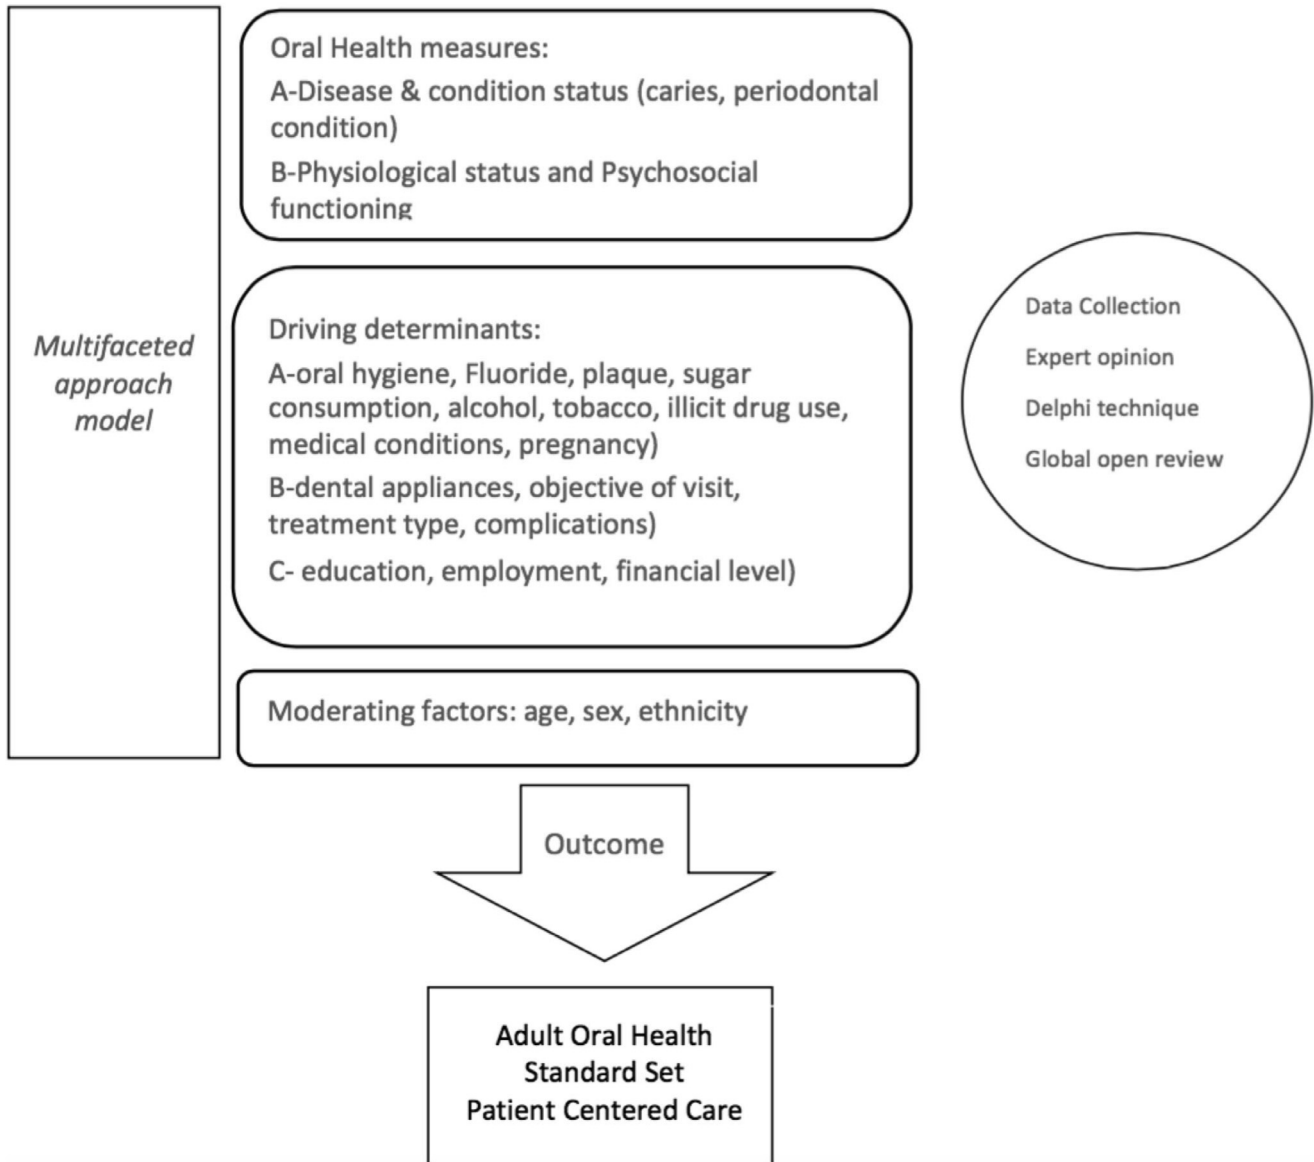 Multifaceted
approach
model
Oral Health measures:
A-Disease & condition status (caries, periodontal
condition)
B-Physiological status and Psychosocial
functioning
Driving determinants:
A-oral hygiene, Fluoride, plaque, sugar
consumption, alcohol, tobacco, illicit drug use,
medical conditions, pregnancy)
B-dental appliances, objective of visit,
treatment type, complications)
C- education, employment, financial level)
Moderating factors: age, sex, ethnicity
Data Collection
Expert opinion
Delphi technique
Global open review
Outcome
Adult Oral Health
Standard Set
Patient Centered Care